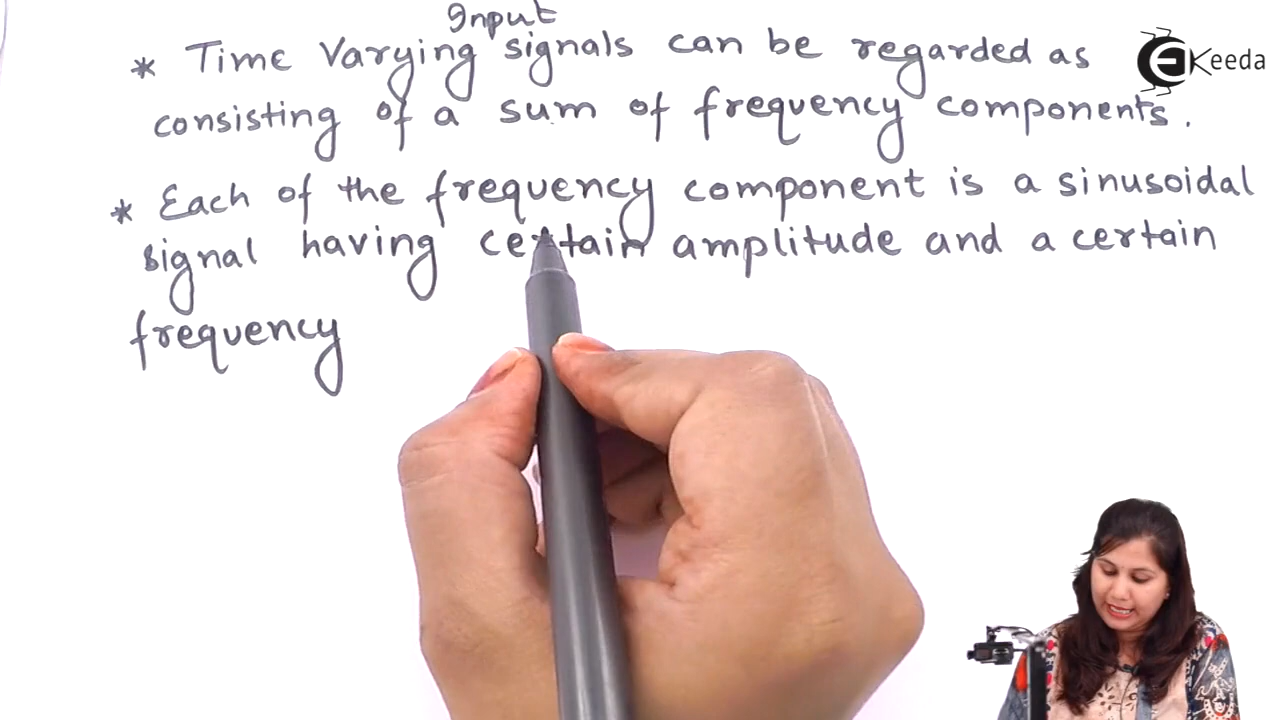 Input
* Time Varying signals can be regarded as
consisting of a sum of frequency components.
* Each of the frequency component is a sinusoidal
signal having certain amplitude and a certain
frequency
EKeeda